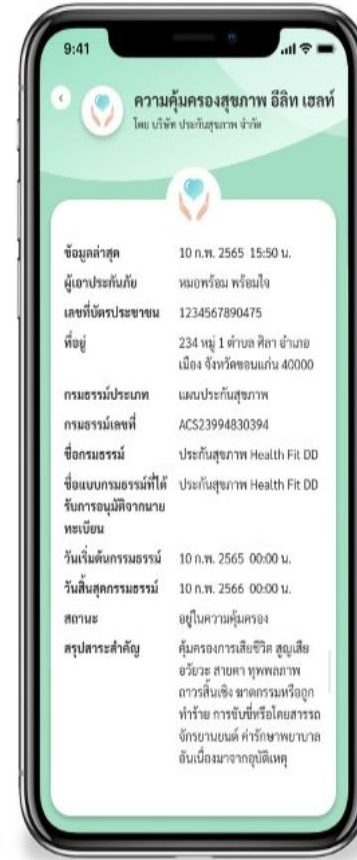 9:41
ความคุ้มครองสุขภาพ อีลิท เฮลท์
โดย บริษัท ประกันสุขภาพ จำกัด
ข้อมูลล่าสุด 10 ก.พ. 2565 15:50 น.
ผู้เอาประกันภัย หมอพร้อม พร้อมใจ
เลขที่บัตรประชาชน 1234567890475
ที่อยู่ 234 หมู่ 1 ตำบล ศิลา อำเภอ
เมือง จังหวัดขอนแก่น 40000
กรมธรรม์ประเภท แผนประกันสุขภาพ
กรมธรรม์เลขที่ ACS23994830394
ชื่อกรมธรรม์ ประกันสุขภาพ Health Fit DD
ชื่อแบบกรมธรรม์ที่ได้ ประกันสุขภาพ Health Fit DD
รับการอนุมัติจากนาย
ทะเบียน
วันเริ่มต้นกรมธรรม์ 10 ก.พ. 2565 00:00 น.
วันสิ้นสุดกรมธรรม์ 10 ก.พ. 2566 00:00 น.
สถานะ อยู่ในความคุ้มครอง
สรุปสาระสำคัญ คุ้มครองการเสียชีวิต สูญเสีย
อวัยวะ สายตา ทุพพลภาพ
ถาวรสิ้นเชิง ฆาตกรรมหรือถูก
ทำร้าย การขับขี่หรือโดยสารรถ
จักรยานยนต์ ค่ารักษาพยาบาล
อันเนื่องมาจากอุบัติเหตุ